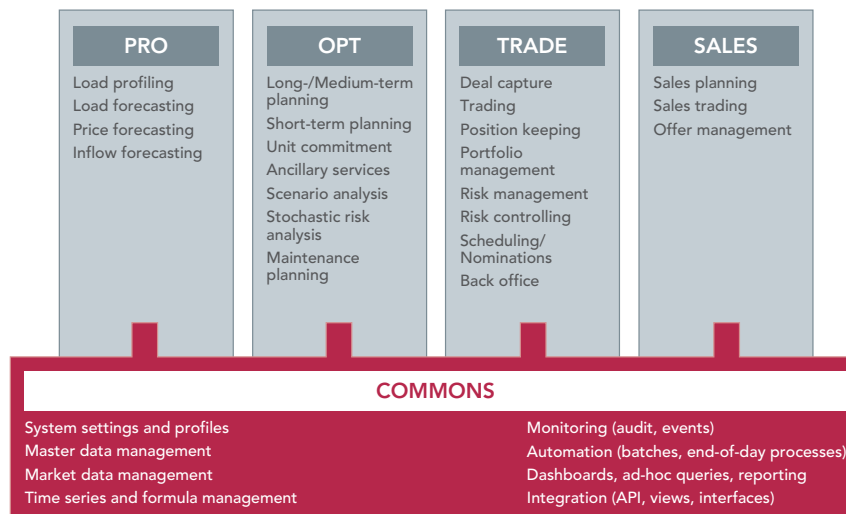 PRO
Load profiling
Load forecasting
Price forecasting
Inflow forecasting
OPT
Long-/Medium-term
planning
Short-term planning
Unit commitment
Ancillary services
Scenario analysis
Stochastic risk
analysis
Maintenance
planning
TRADE
Deal capture
Trading
Position keeping
Portfolio
management
Risk management
Risk controlling
Scheduling/
Nominations
Back office
SALES
Sales planning
Sales trading
Offer management
COMMONS
System settings and profiles
Master data management
Market data management
Time series and formula management
Monitoring (audit, events)
Automation (batches, end-of-day processes)
Dashboards, ad-hoc queries, reporting
Integration (API, views, interfaces)